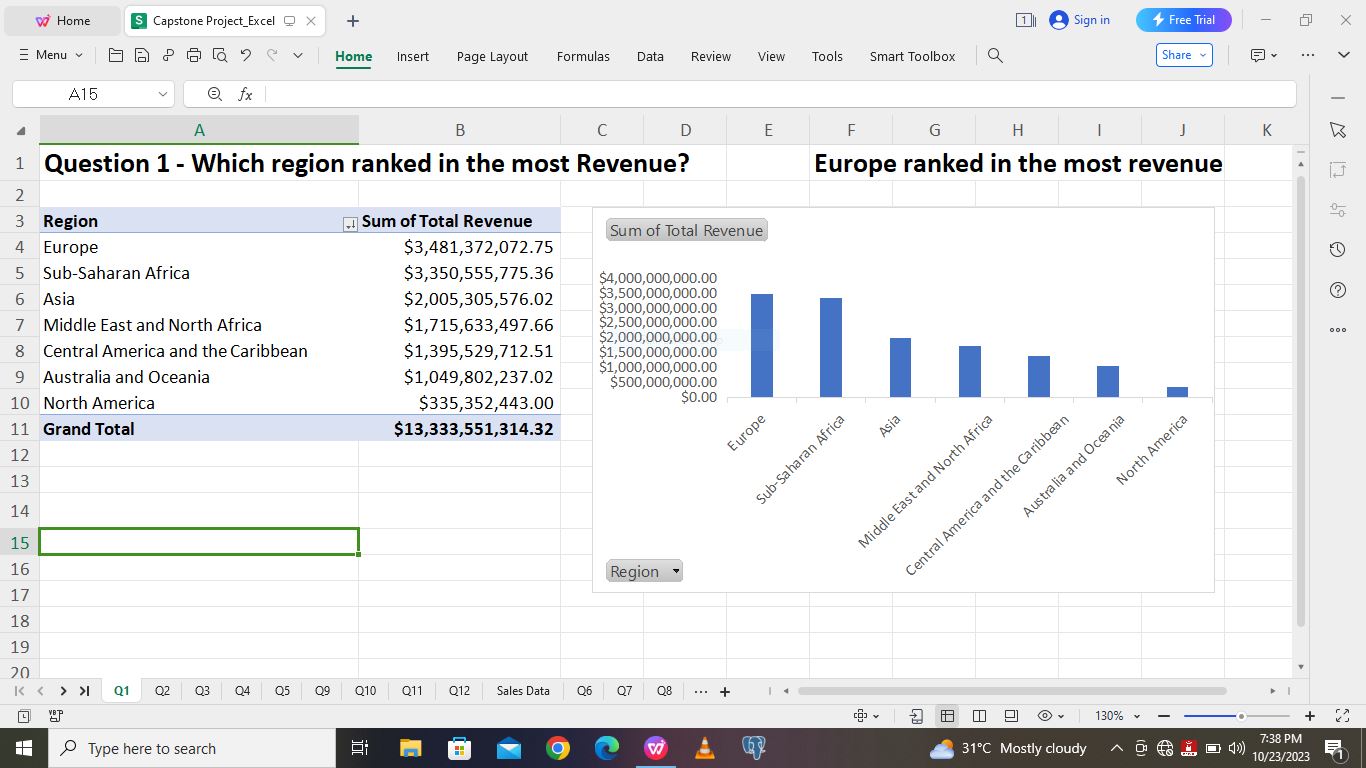 Home
Capstone Project_Excel
1
Sign in
Free Trial
Menu
Home Insert Page Layout Formulas Data Review View Tools Smart Toolbox
Share
A15
fx
A B C D E F G H I J K
1 Question 1 - Which region ranked in the most Revenue? Europe ranked in the most revenue
2
3 Region Sum of Total Revenue
4 Europe $3,481,372,072.75
5 Sub-Saharan Africa $3,350,555,775.36
6 Asia $2,005,305,576.02
7 Middle East and North Africa $1,715,633,497.66
8 Central America and the Caribbean $1,395,529,712.51
9 Australia and Oceania $1,049,802,237.02
10 North America $335,352,443.00
11 Grand Total $13,333,551,314.32
12
13
14
15
16
17
18
19
20
Sum of Total Revenue
$4,000,000,000.00
$3,500,000,000.00
$3,000,000,000.00
$2,500,000,000.00
$2,000,000,000.00
$1,500,000,000.00
$1,000,000,000.00
$500,000,000.00
$0.00
Europe
Sub-Saharan Africa
Asia
Middle East and North Africa
Central America and the Caribbean
Australia and Oceania
North America
Region
Q1 Q2 Q3 Q4 Q5 Q9 Q10 Q11 Q12 Sales Data Q6 Q7 Q8 ... +
130%
Type here to search
31°C Mostly cloudy
7:38 PM
10/23/2023
1